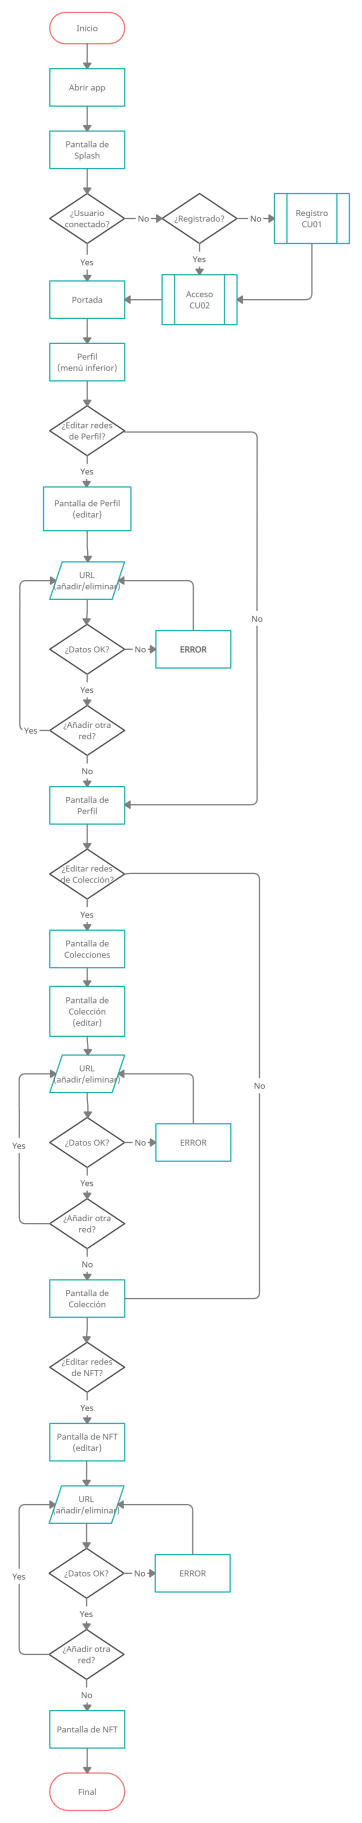 Inicio
Abrir app
Pantalla de
Splash
¿Usuario
conectado?
No
¿Registrado?
No
Registro
CU01
Yes
Yes
Portada
Acceso
CU02
Perfil
(menú inferior)
¿Editar redes
de Perfil?
Yes
Pantalla de Perfil
(editar)
URL
(añadir/eliminar)
No
¿Datos OK?
No
ERROR
Yes
¿Añadir otra
red?
Yes
No
Pantalla de
Perfil
¿Editar redes
de Colección?
Yes
Pantalla de
Colecciones
Pantalla de
Colección
(editar)
URL
(añadir/eliminar)
No
¿Datos OK?
No
ERROR
Yes
Yes
¿Añadir otra
red?
No
Pantalla de
Colección
¿Editar redes
de NFT?
Yes
Pantalla de NFT
(editar)
URL
(añadir/eliminar)
¿Datos OK?
No
ERROR
Yes
Yes
¿Añadir otra
red?
No
Pantalla de NFT
Final